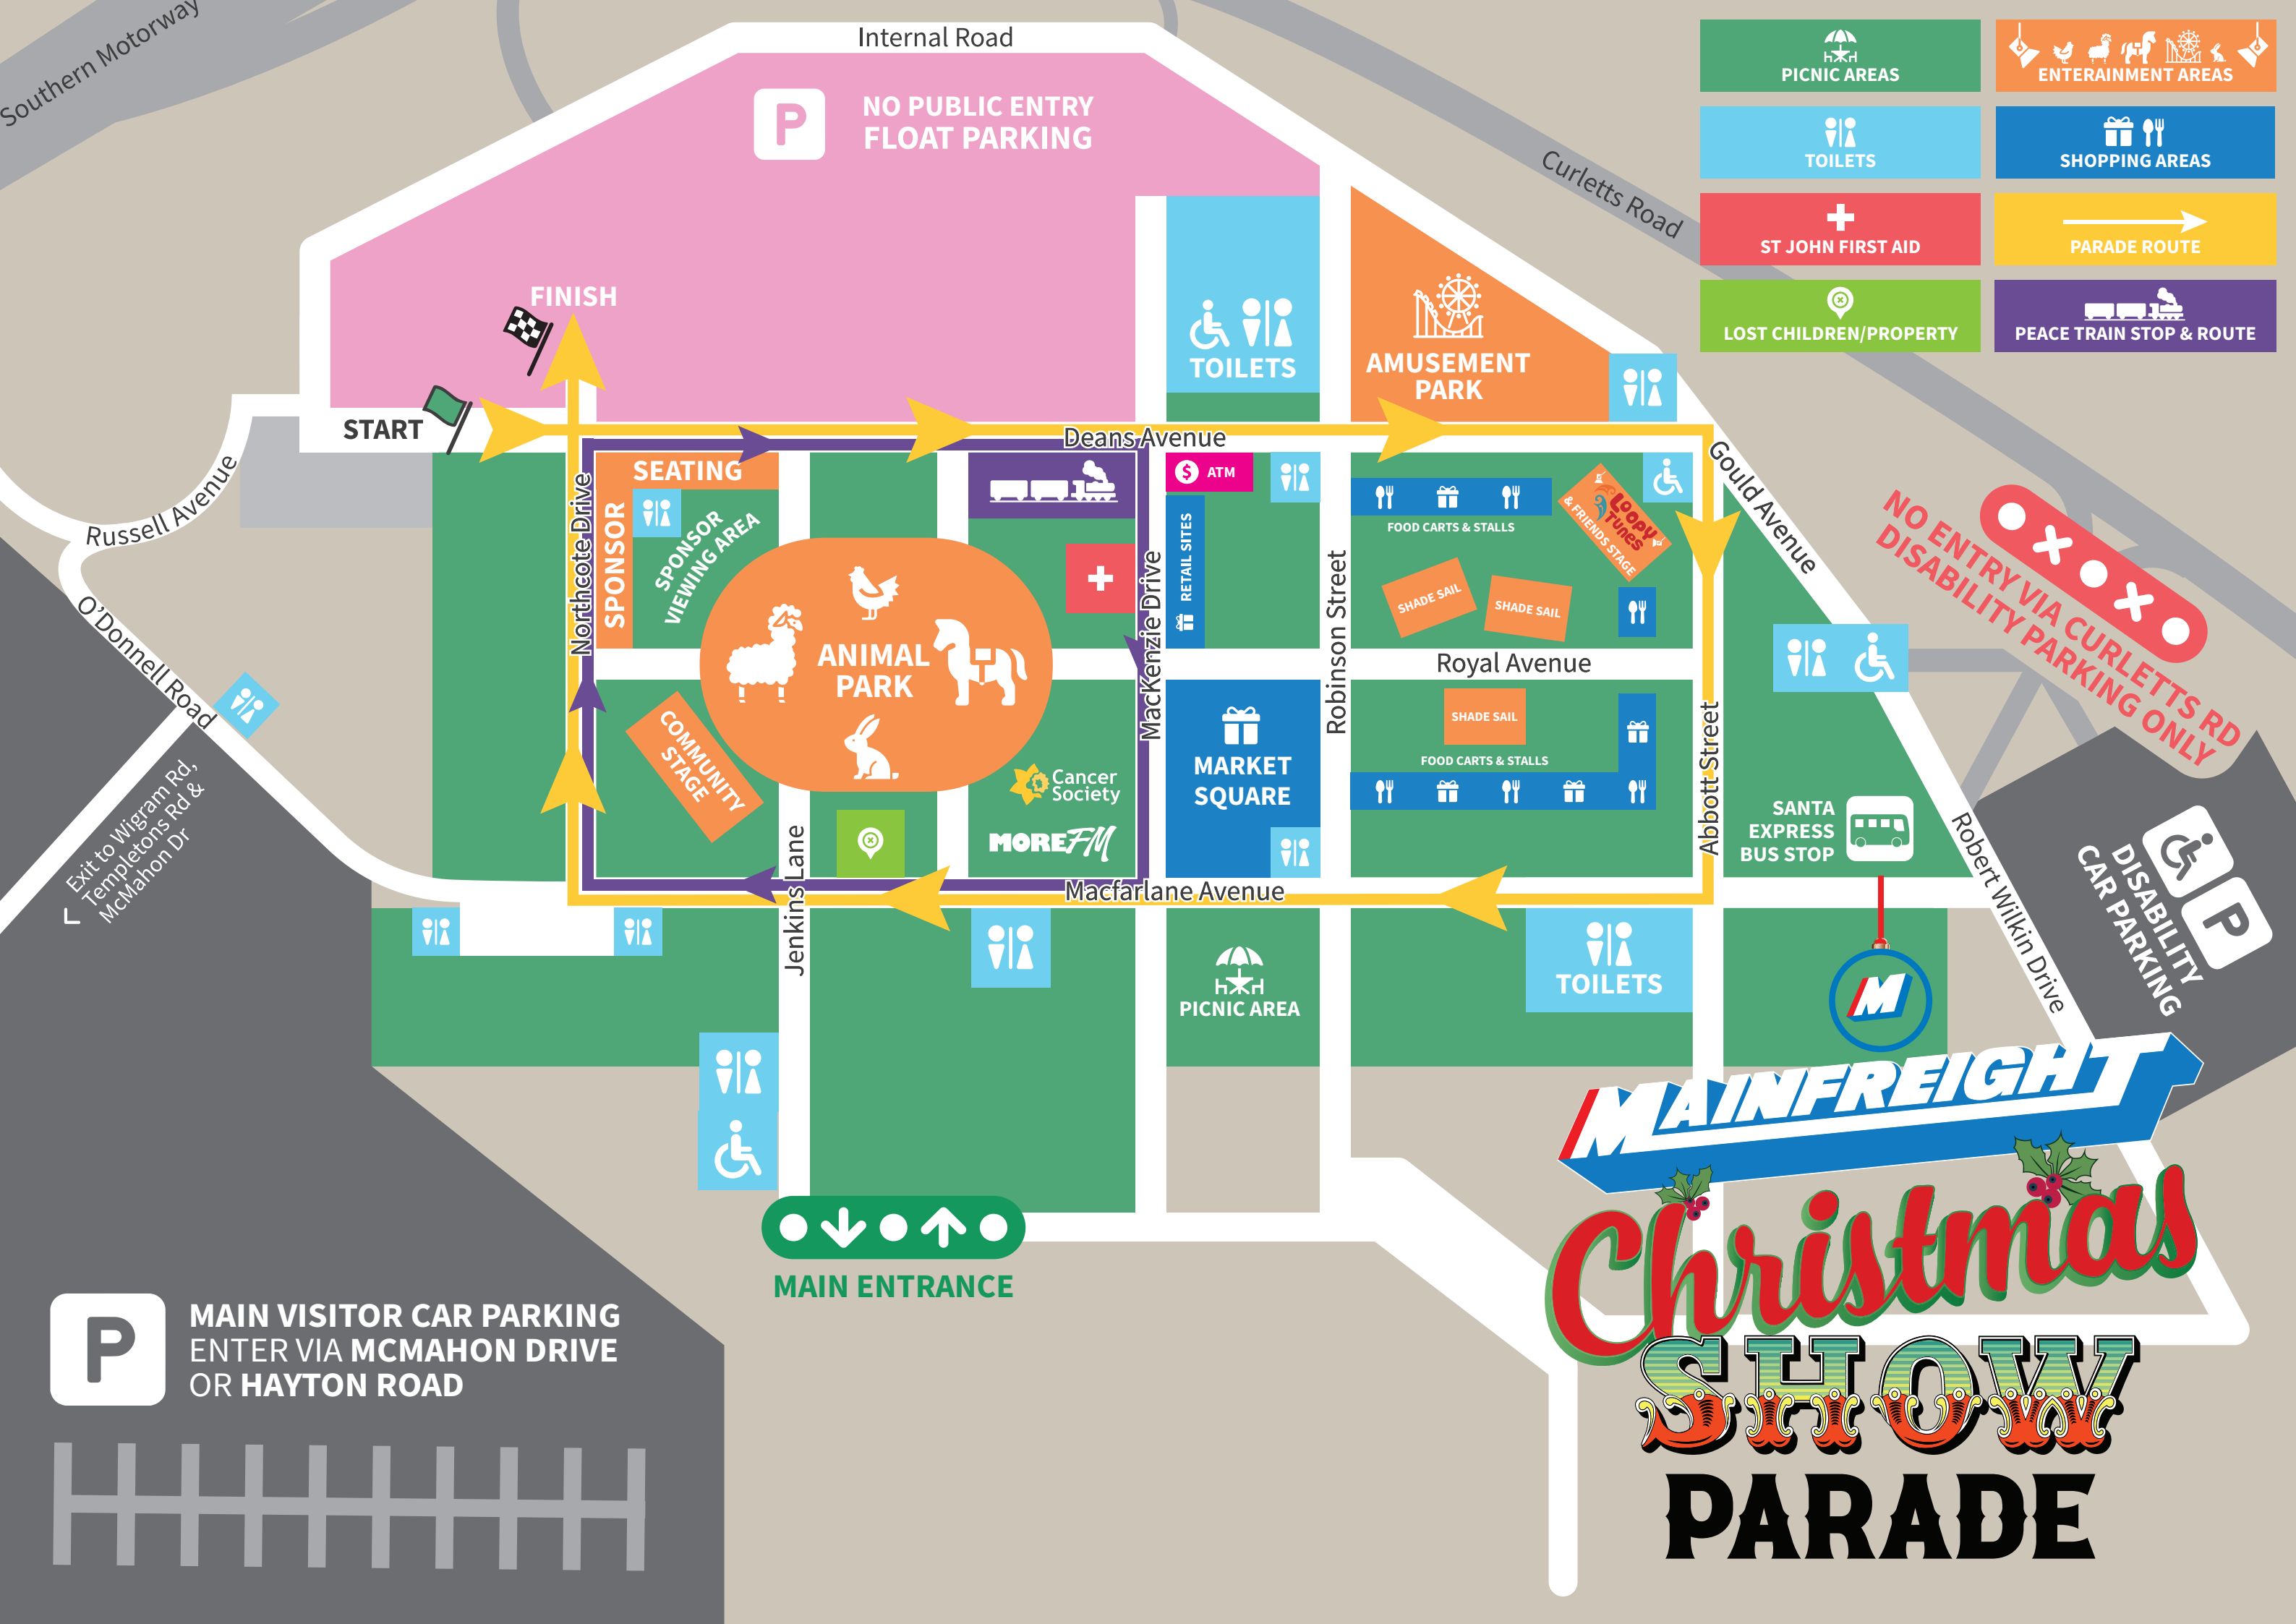 Southern Motorway
Internal Road
P
NO PUBLIC ENTRY
FLOAT PARKING
PICNIC AREAS
ENTERAINMENT AREAS
TOILETS
SHOPPING AREAS
ST JOHN FIRST AID
PARADE ROUTE
LOST CHILDREN/PROPERTY
PEACE TRAIN STOP & ROUTE
Curletts Road
FINISH
START
TOILETS
AMUSEMENT
PARK
Deans Avenue
Gould Avenue
Russell Avenue
O'Donnell Road
Northcote Drive
SEATING
SPONSOR
SPONSOR
VIEWING AREA
$ ATM
RETAIL SITES
MacKenzie Drive
Robinson Street
FOOD CARTS & STALLS
LOOPY
TUNES
& FRIENDS STAGE
SHADE SAIL
SHADE SAIL
Royal Avenue
NO ENTRY VIA CURLETTS RD
DISABILITY PARKING ONLY
ANIMAL
PARK
COMMUNITY
STAGE
Cancer
Society
MOREFM
MARKET
SQUARE
SHADE SAIL
FOOD CARTS & STALLS
Abbott Street
SANTA
EXPRESS
BUS STOP
Robert Wilkin Drive
P
DISABILITY
CAR PARKING
Exit to Wigram Rd,
Templetons Rd &
McMahon Dr
Jenkins Lane
Macfarlane Avenue
PICNIC AREA
TOILETS
M
MAINFREIGHT
Christmas
SHOW
PARADE
MAIN ENTRANCE
P
MAIN VISITOR CAR PARKING
ENTER VIA MCMAHON DRIVE
OR HAYTON ROAD